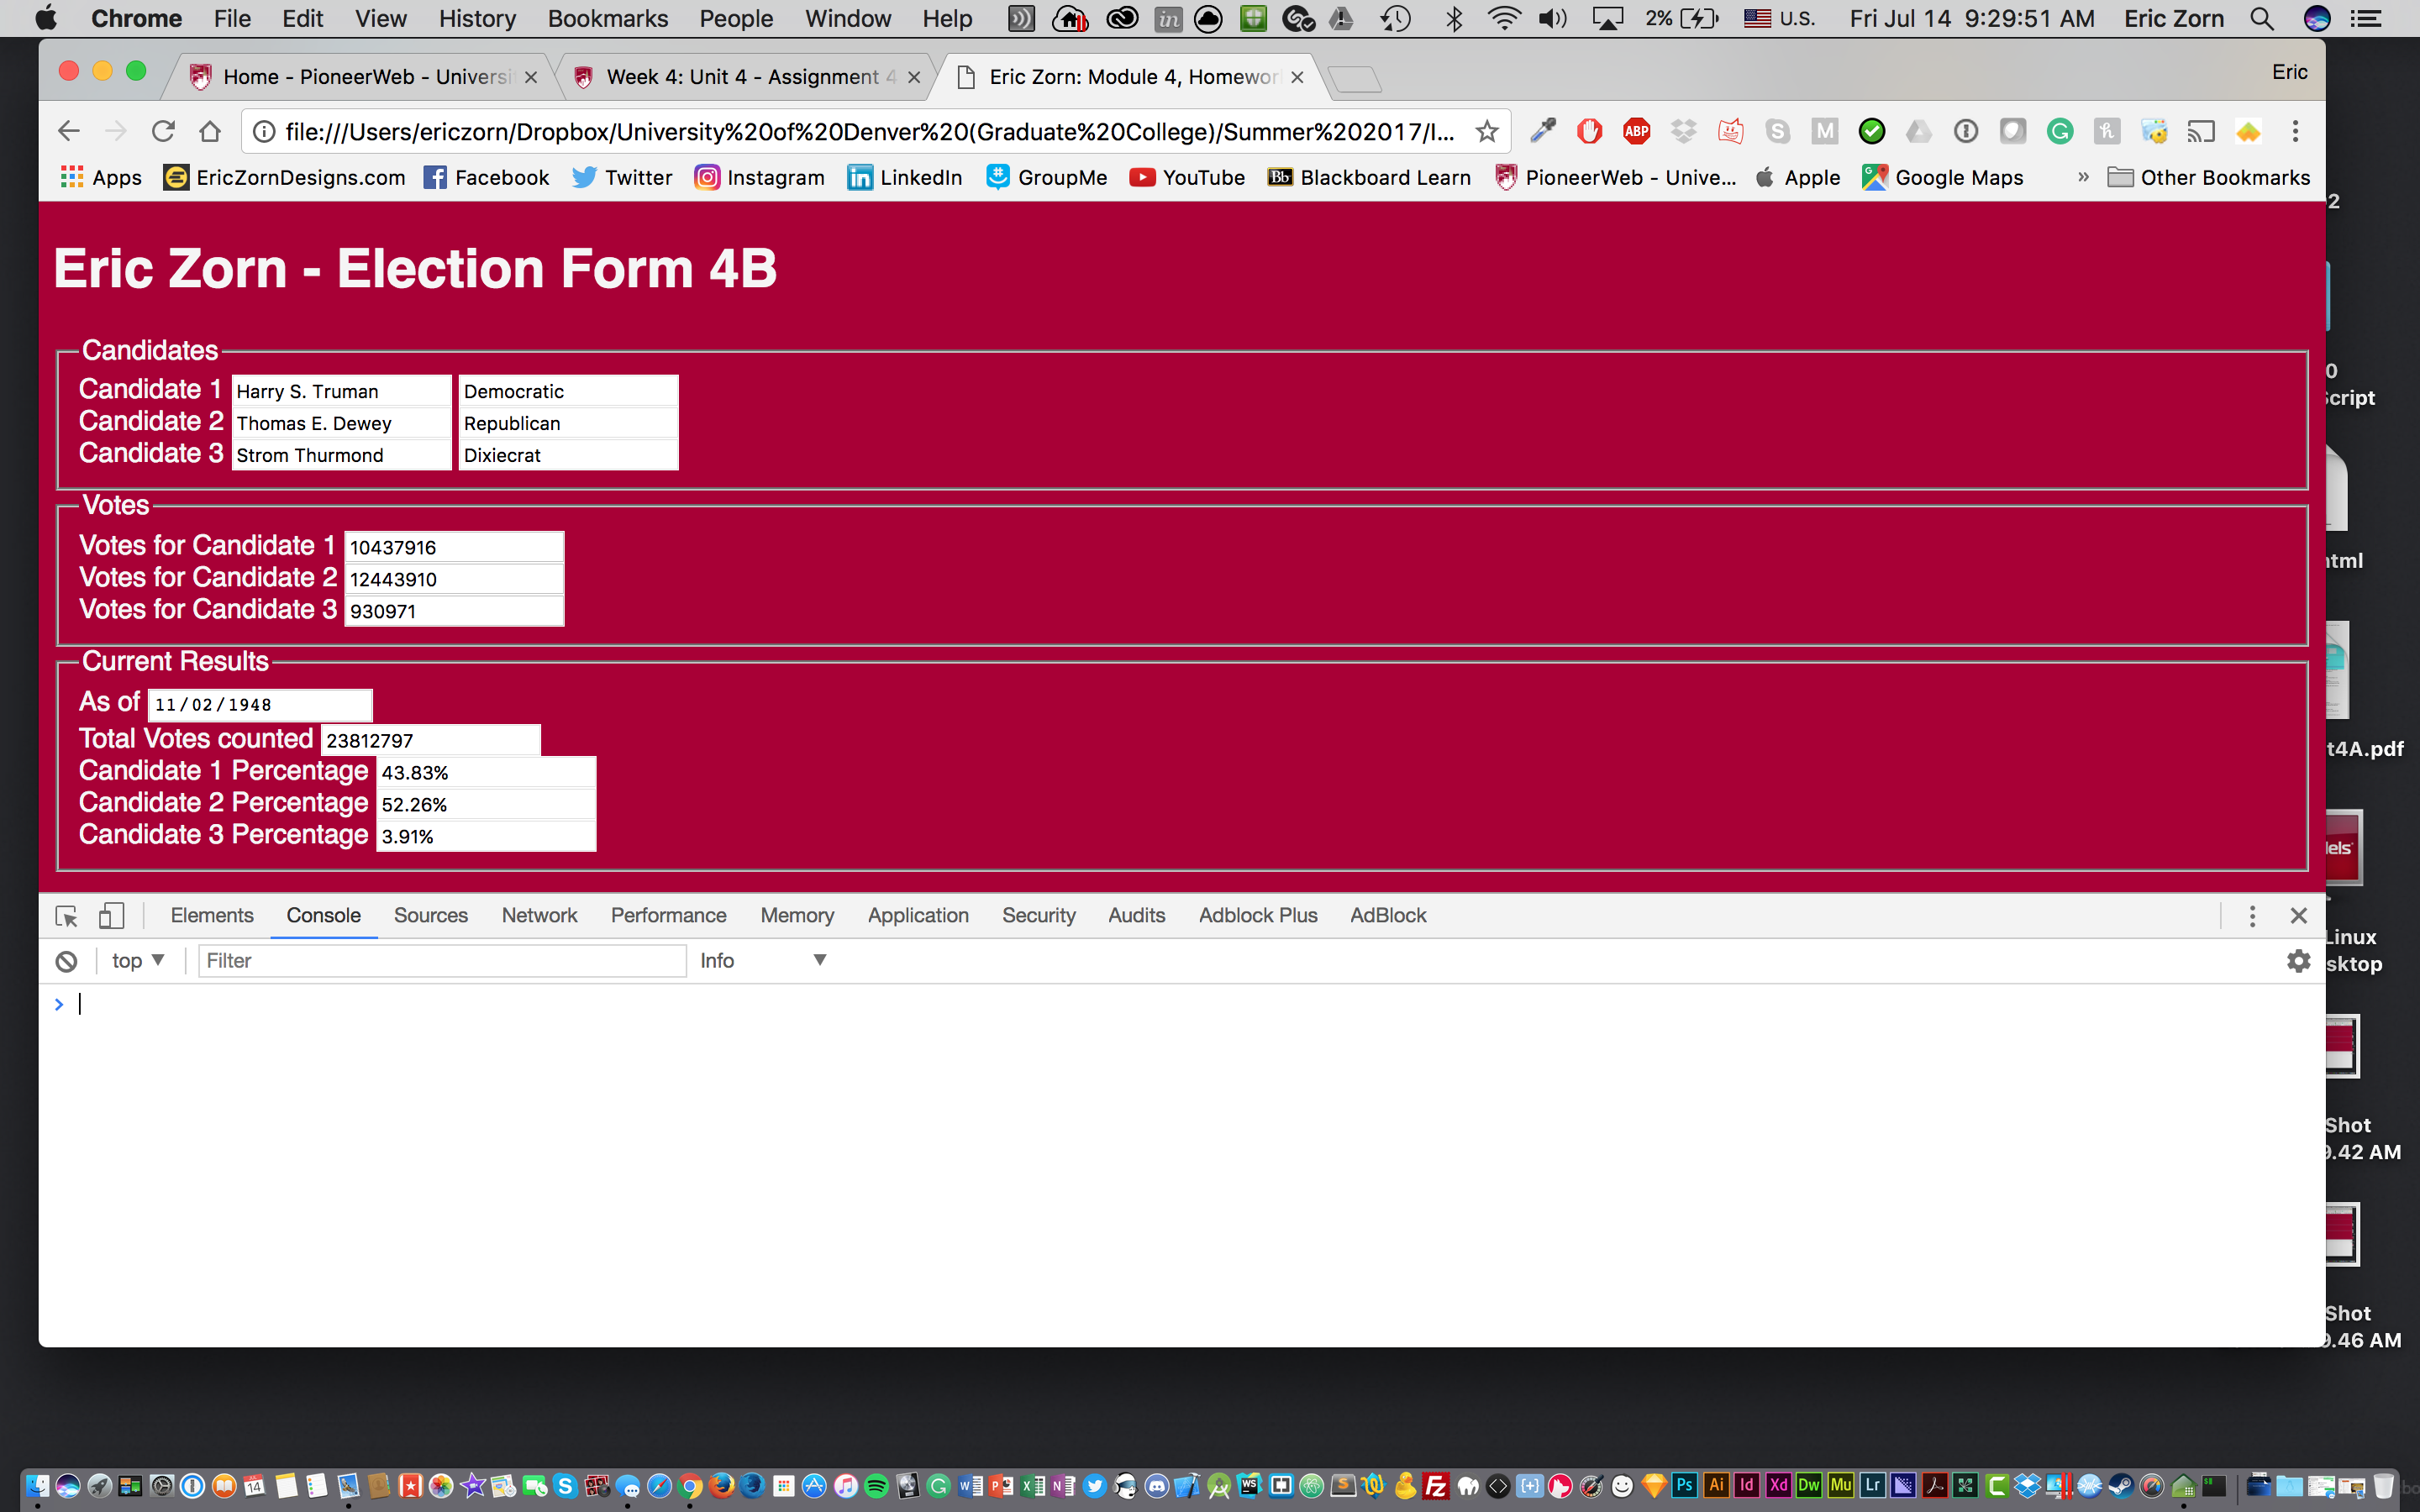 Chrome File Edit View History Bookmarks People Window Help 2% U.S. Fri Jul 14 9:29:51 AM Eric Zorn
Home - PioneerWeb - Universi Week 4: Unit 4 - Assignment 4 Eric Zorn: Module 4, Homewor Eric
file:///Users/ericzorn/Dropbox/University%20of%20Denver%20(Graduate%20College)/Summer%202017/I...
Apps EricZornDesigns.com Facebook Twitter Instagram LinkedIn GroupMe YouTube Blackboard Learn PioneerWeb - Unive... Apple Google Maps » Other Bookmarks
Eric Zorn - Election Form 4B
Candidates
Candidate 1 Harry S. Truman Democratic
Candidate 2 Thomas E. Dewey Republican
Candidate 3 Strom Thurmond Dixiecrat
Votes
Votes for Candidate 1 10437916
Votes for Candidate 2 12443910
Votes for Candidate 3 930971
Current Results
As of 11/02/1948
Total Votes counted 23812797
Candidate 1 Percentage 43.83%
Candidate 2 Percentage 52.26%
Candidate 3 Percentage 3.91%
Elements Console Sources Network Performance Memory Application Security Audits Adblock Plus AdBlock
top Filter Info
2
0
Script
html
t4A.pdf
Linux
sktop
Shot
9.42 AM
Shot
9.46 AM